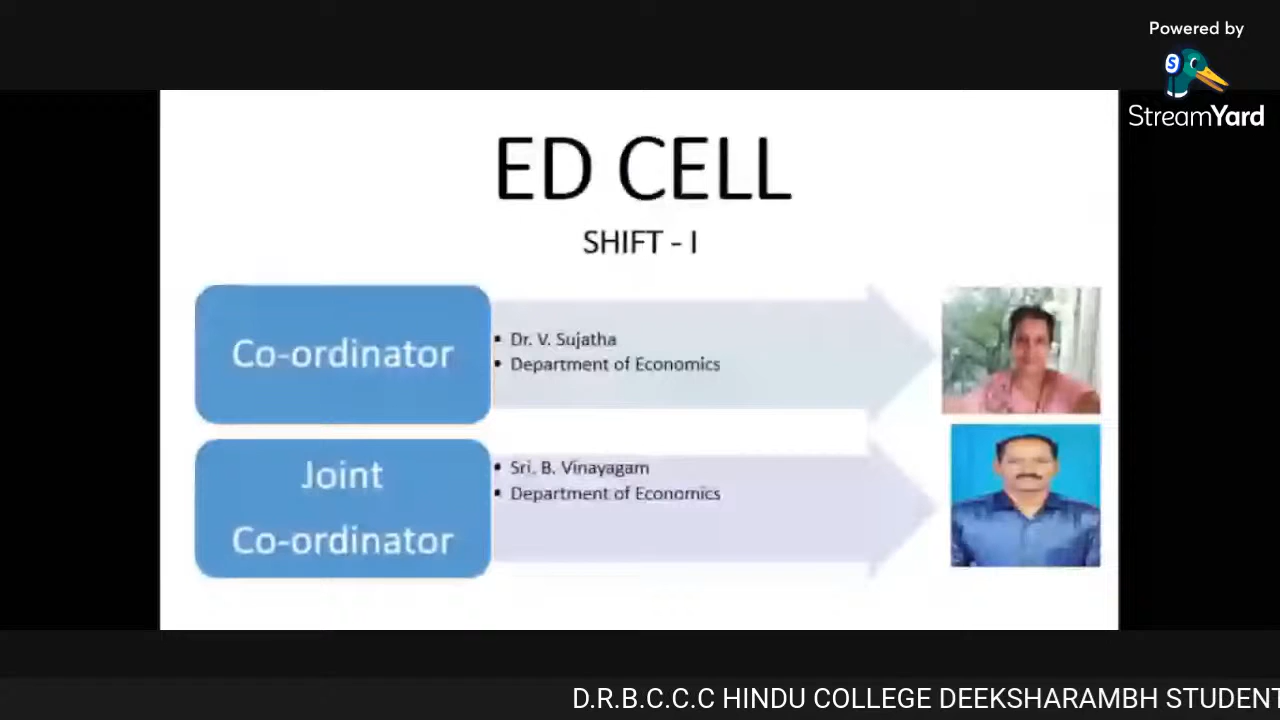 Powered by
StreamYard
ED CELL
SHIFT - I
Co-ordinator
▪ Dr. V. Sujatha
▪ Department of Economics
Joint
Co-ordinator
▪ Sri. B. Vinayagam
▪ Department of Economics
D.R.B.C.C.C HINDU COLLEGE DEEKSHARAMBH STUDENT